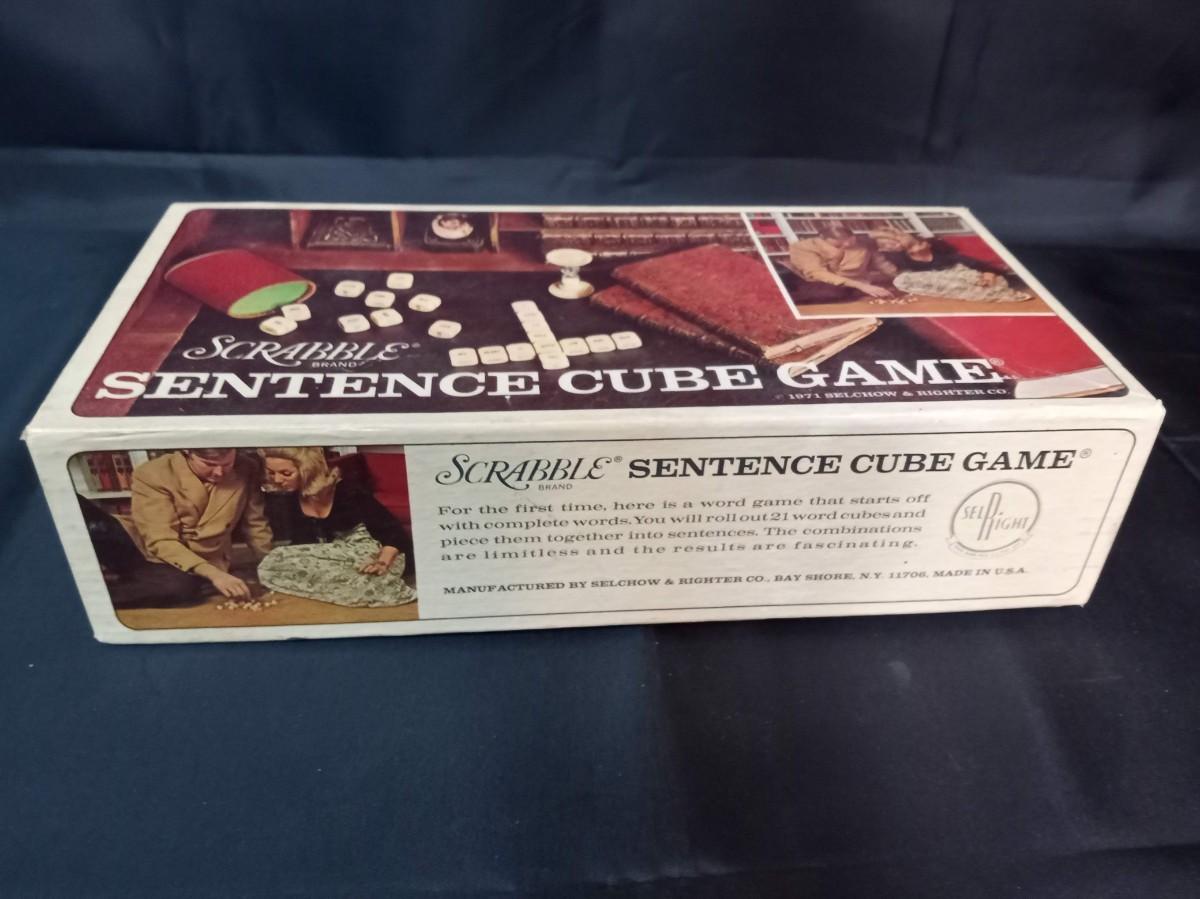 SCRABBLE®
BRAND
SENTENCE CUBE GAME®
© 1971 SELCHOW & RIGHTER CO.
SCRABBLE® SENTENCE CUBE GAME®
BRAND
For the first time, here is a word game that starts off
with complete words. You will roll out 21 word cubes and
piece them together into sentences. The combinations
are limitless and the results are fascinating.
SELRIGHT
MANUFACTURED BY SELCHOW & RIGHTER CO., BAY SHORE, N.Y. 11706. MADE IN U.S.A.